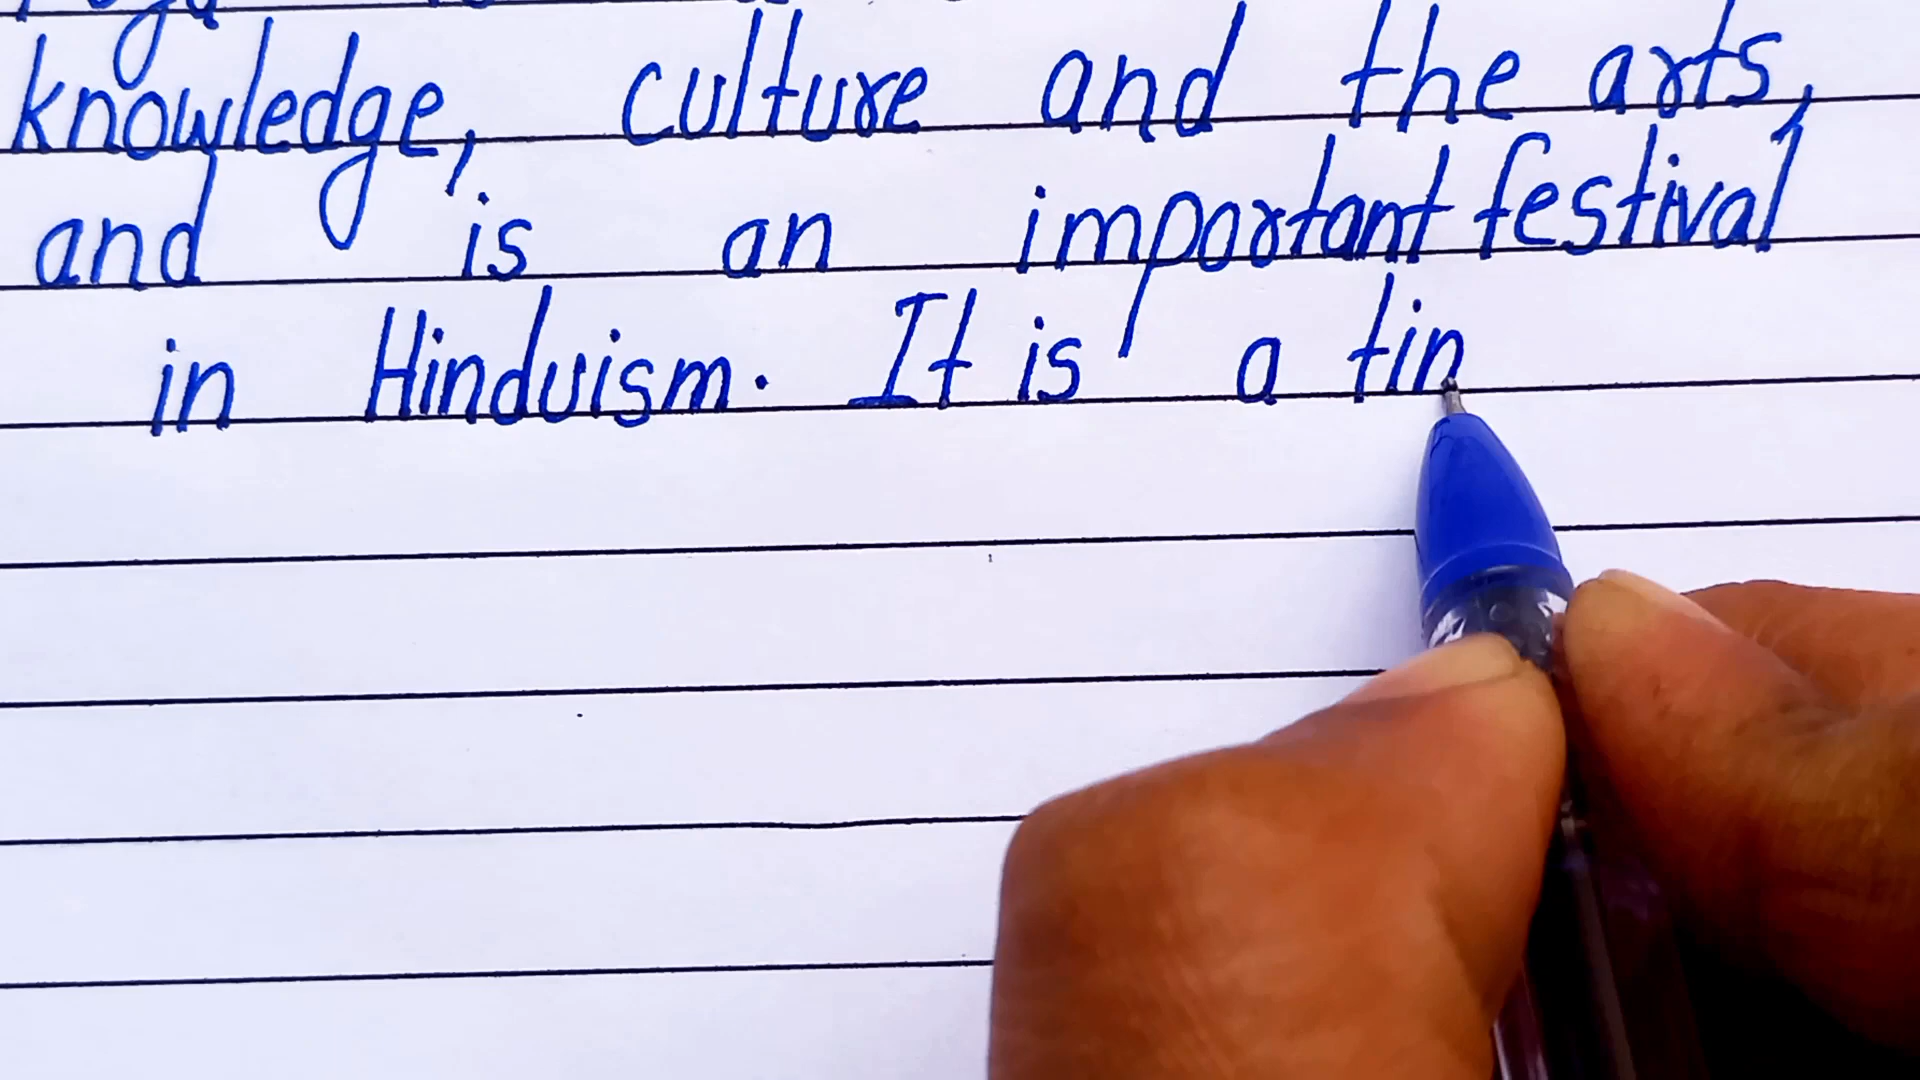 knowledge, culture and the arts,
and is an important festival
in Hinduism. It is a tin